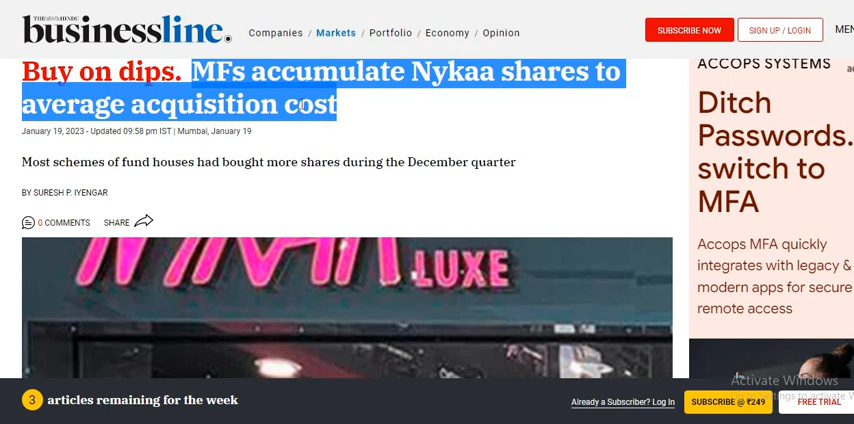 THE HINDU
businessline.
Companies / Markets / Portfolio / Economy / Opinion
SUBSCRIBE NOW
SIGN UP / LOGIN
Buy on dips. MFs accumulate Nykaa shares to
average acquisition cost
January 19, 2023 - Updated 09:58 pm IST | Mumbai, January 19
Most schemes of fund houses had bought more shares during the December quarter
BY SURESH P. IYENGAR
0 COMMENTS SHARE
LUXE
ACCOPS SYSTEMS
Ditch
Passwords.
switch to
MFA
Accops MFA quickly
integrates with legacy &
modern apps for secure
remote access
Activate Windows
3 articles remaining for the week
Already a Subscriber? Log In
SUBSCRIBE @ ₹249
FREE TRIAL